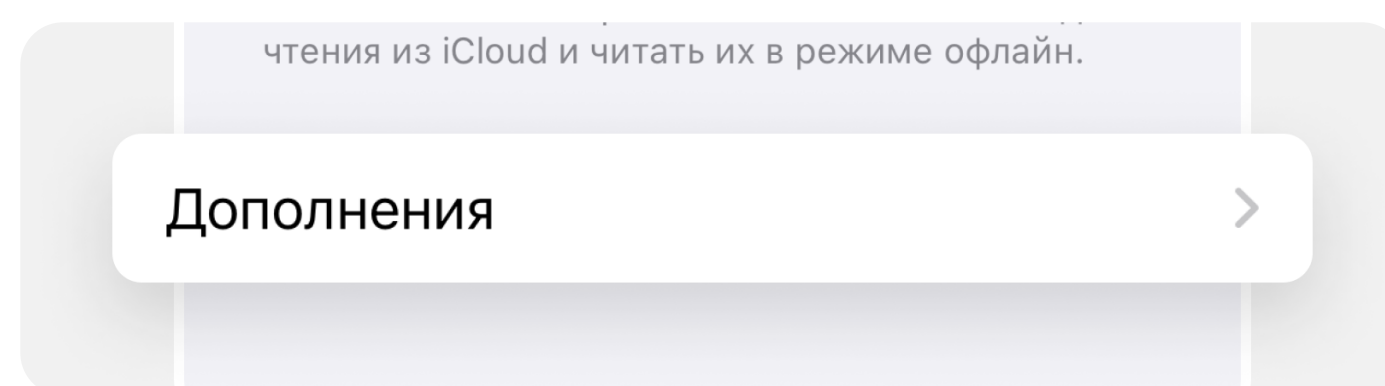 чтения из iCloud и читать их в режиме офлайн.
Дополнения